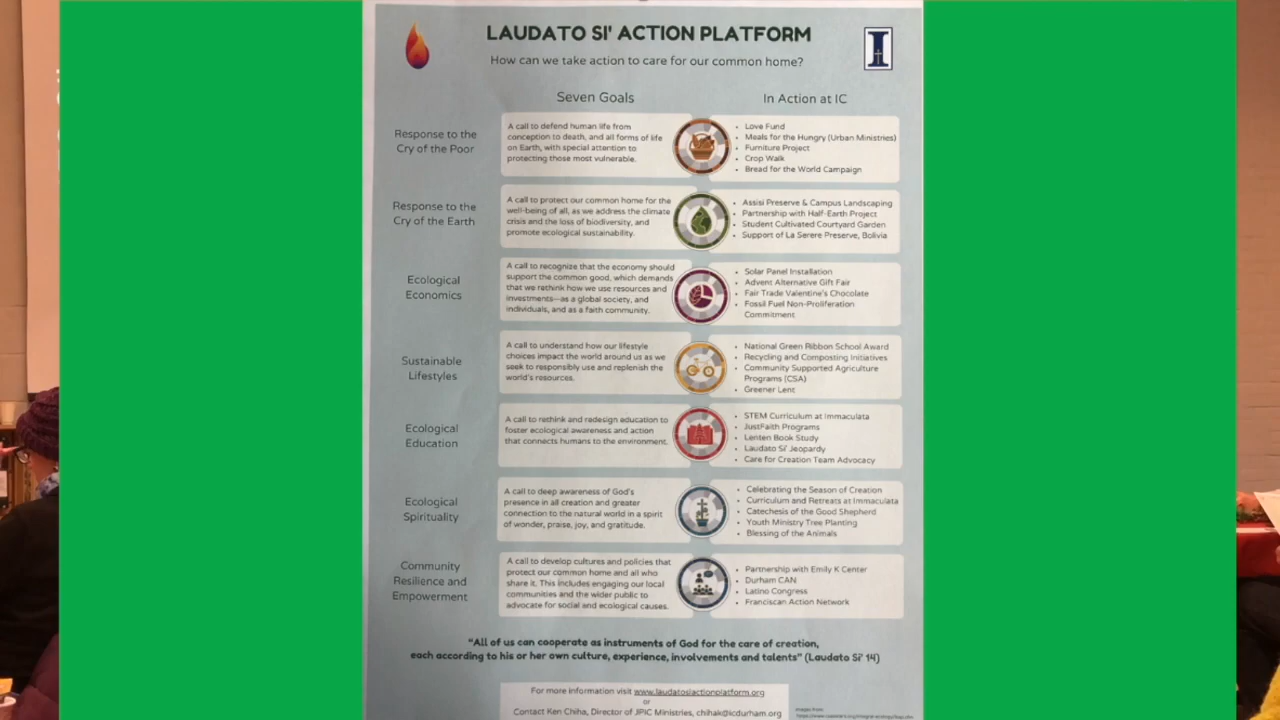 LAUDATO SI' ACTION PLATFORM
How can we take action to care for our common home?
Seven Goals
In Action at IC
Response to the
Cry of the Poor
A call to defend human life from
conception to death, and all forms of life
on Earth, with special attention to
protecting those most vulnerable.
• Love Fund
• Meals for the Hungry (Urban Ministries)
• Furniture Project
• Crop Walk
• Bread for the World Campaign
Response to the
Cry of the Earth
A call to protect our common home for the
well-being of all, as we address the climate
crisis and the loss of biodiversity, and
promote ecological sustainability.
• Assisi Preserve & Campus Landscaping
• Partnership with Half-Earth Project
• Student Cultivated Courtyard Garden
• Support of La Serere Preserve, Bolivia
Ecological
Economics
A call to recognize that the economy should
support the common good, which demands
that we rethink how we use resources and
investments—as a global society, and
individuals, and as a faith community.
• Solar Panel Installation
• Advent Alternative Gift Fair
• Fair Trade Valentine's Chocolate
• Fossil Fuel Non-Proliferation
Commitment
Sustainable
Lifestyles
A call to understand how our lifestyle
choices impact the world around us as we
seek to responsibly use and replenish the
world's resources.
• National Green Ribbon School Award
• Recycling and Composting Initiatives
• Community Supported Agriculture
Programs (CSA)
• Greener Lent
Ecological
Education
A call to rethink and redesign education to
foster ecological awareness and action
that connects humans to the environment.
• STEM Curriculum at Immaculata
• JustFaith Programs
• Lenten Book Study
• Laudato Si' Jeopardy
• Care for Creation Team Advocacy
Ecological
Spirituality
A call to deep awareness of God's
presence in all creation and greater
connection to the natural world in a spirit
of wonder, praise, joy, and gratitude.
• Celebrating the Season of Creation
• Curriculum and Retreats at Immaculata
• Catechesis of the Good Shepherd
• Youth Ministry Tree Planting
• Blessing of the Animals
Community
Resilience and
Empowerment
A call to develop cultures and policies that
protect our common home and all who
share it. This includes engaging our local
communities and the wider public to
advocate for social and ecological causes.
• Partnership with Emily K Center
• Durham CAN
• Latino Congress
• Franciscan Action Network
"All of us can cooperate as instruments of God for the care of creation,
each according to his or her own culture, experience, involvements and talents" (Laudato Si' 14)
For more information visit www.laudatosiactionplatform.org
or
Contact Ken Chiha, Director of JPIC Ministries, chihak@icdurham.org
Images from: